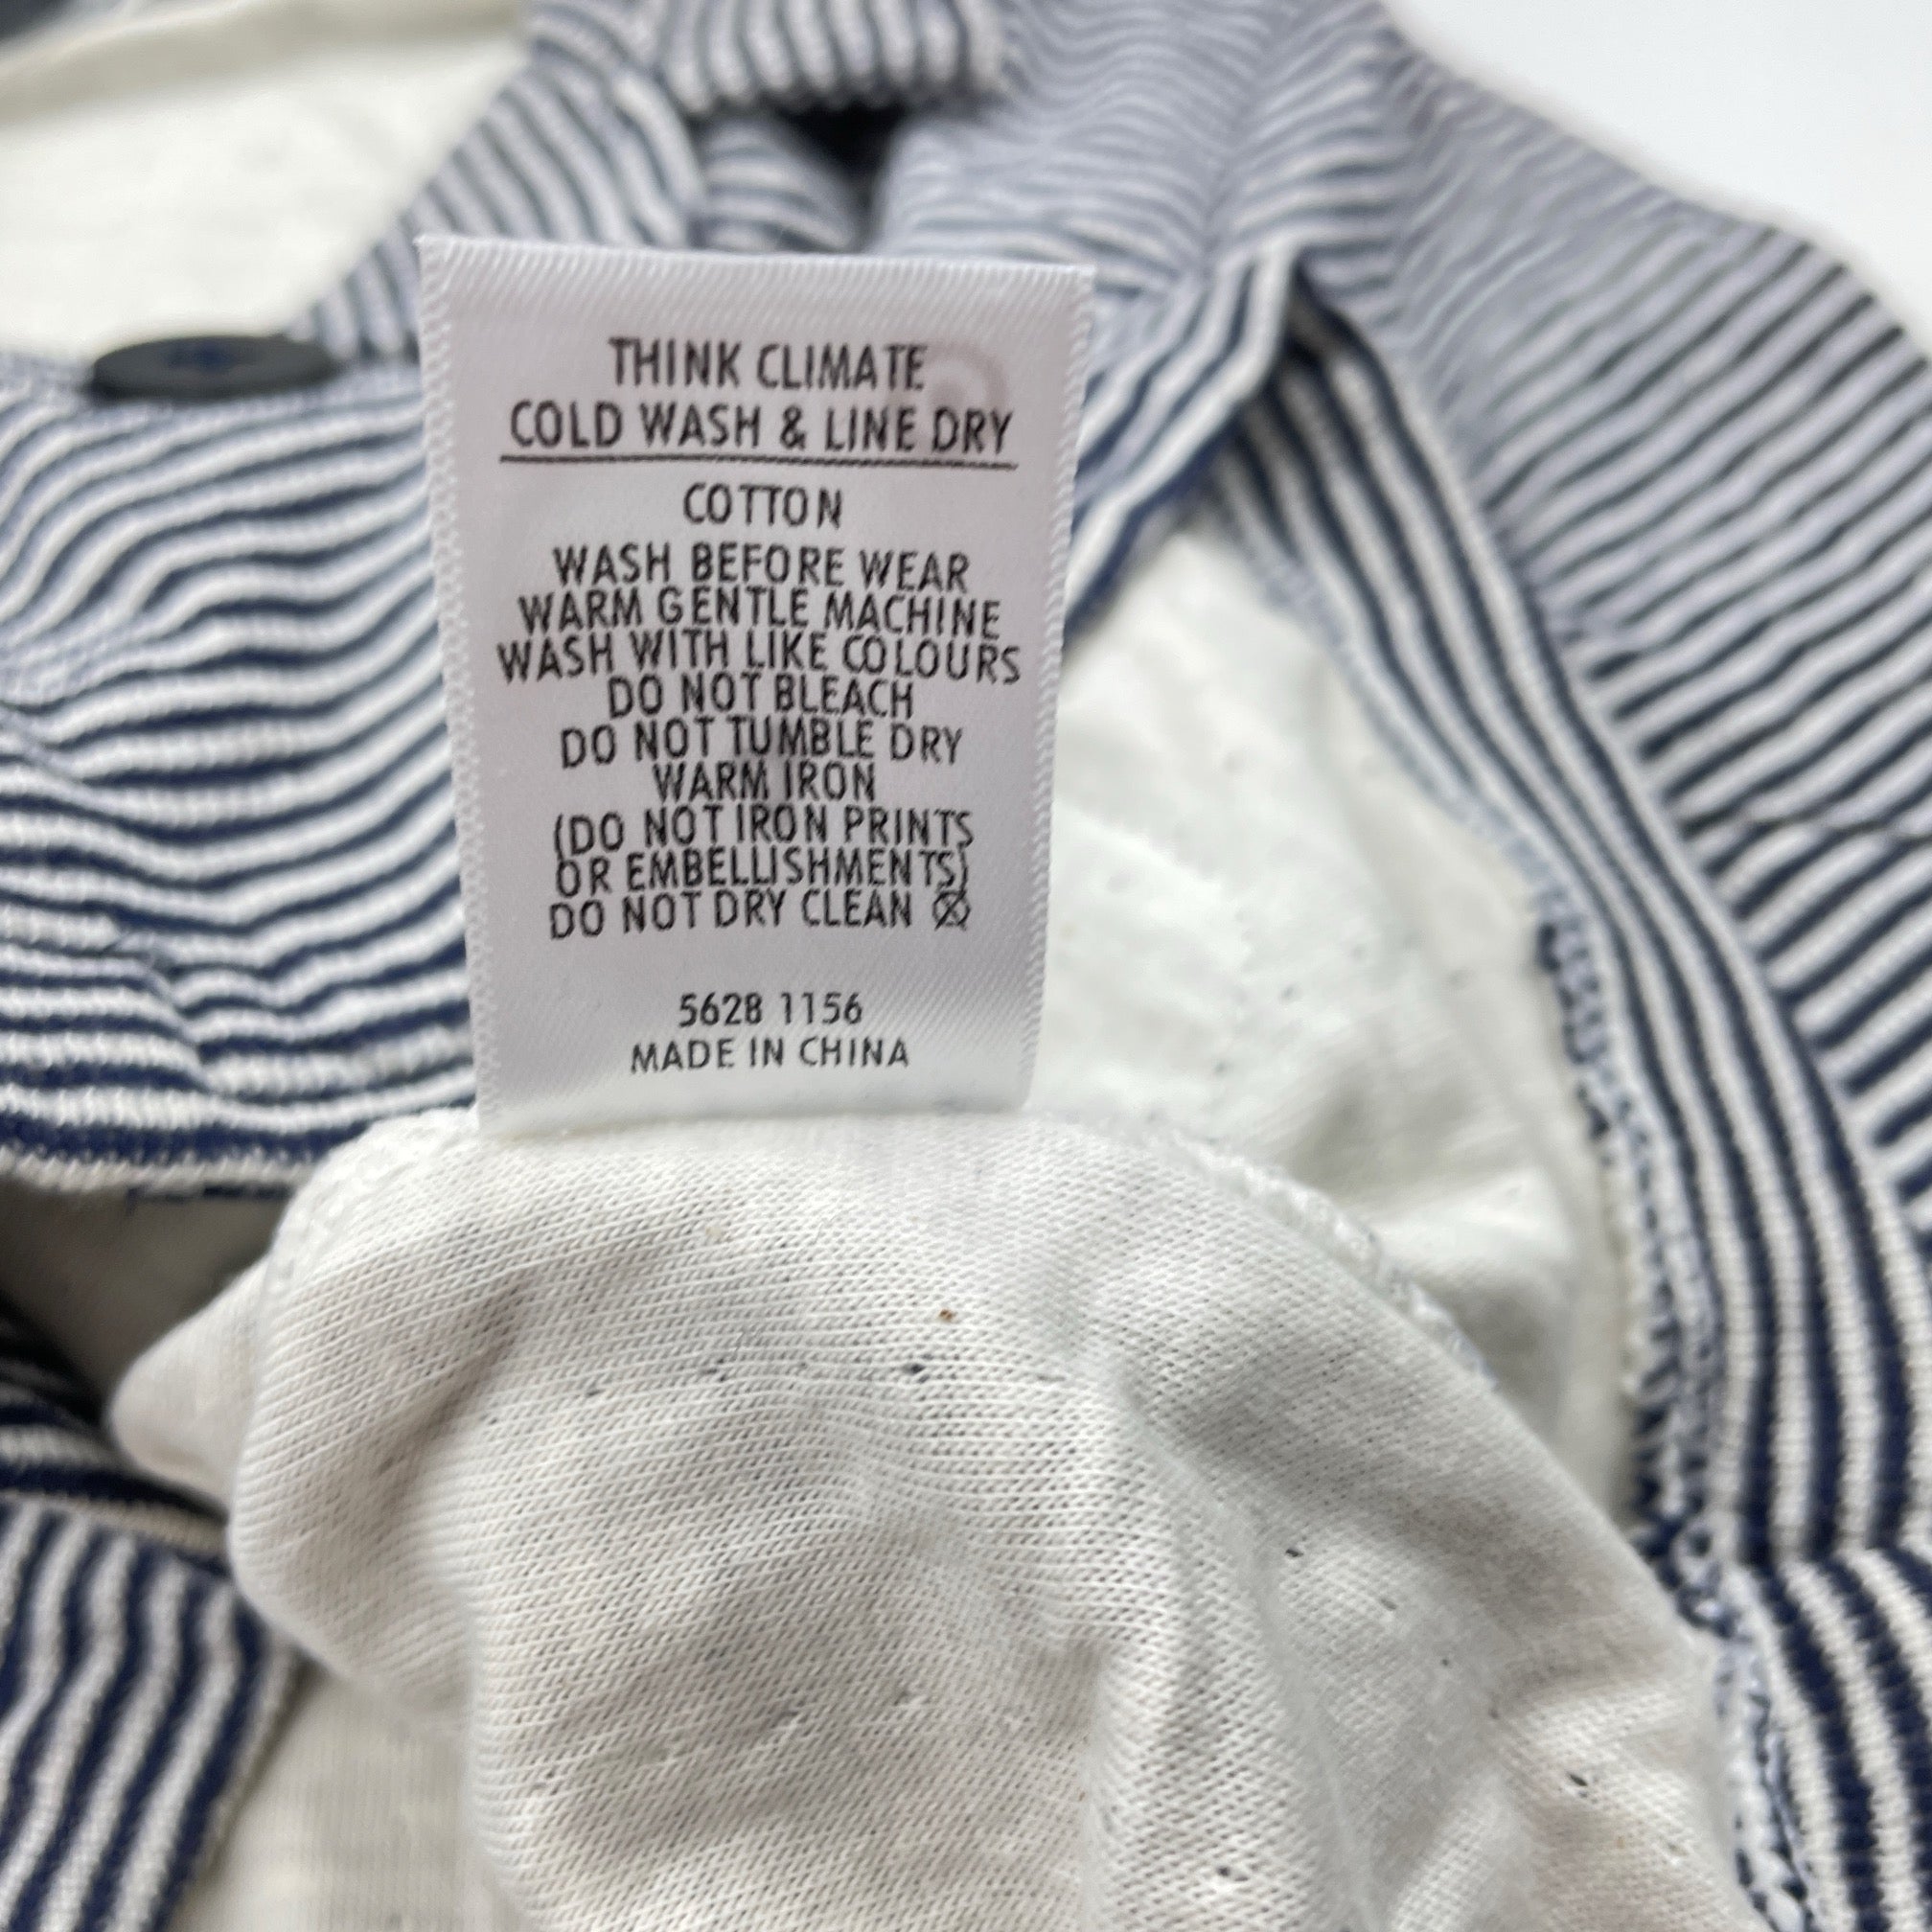 THINK CLIMATE
COLD WASH & LINE DRY
COTTON
WASH BEFORE WEAR
WARM GENTLE MACHINE
WASH WITH LIKE COLOURS
DO NOT BLEACH
DO NOT TUMBLE DRY
WARM IRON
(DO NOT IRON PRINTS
OR EMBELLISHMENTS)
DO NOT DRY CLEAN
5628 1156
MADE IN CHINA